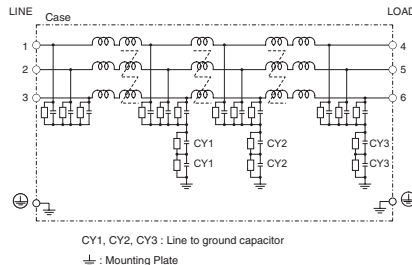 LINE
LOAD
Case
1
4
2
5
3
6
CY1
CY2
CY3
CY1
CY2
CY3
CY1, CY2, CY3 : Line to ground capacitor
: Mounting Plate